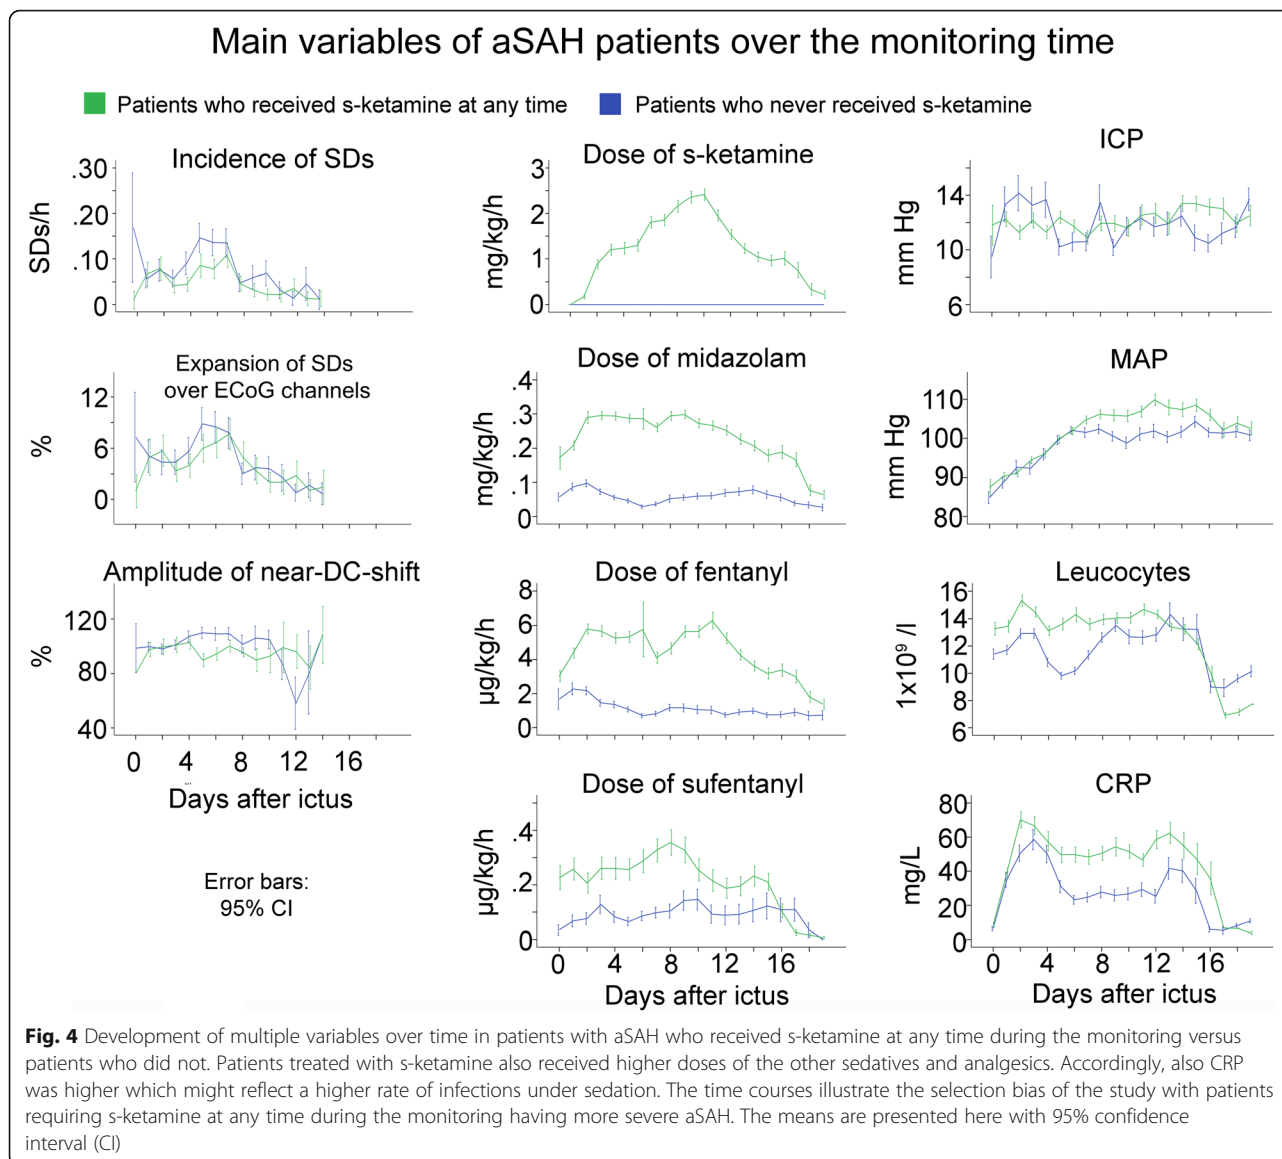 Main variables of aSAH patients over the monitoring time
Patients who received s-ketamine at any time
Patients who never received s-ketamine
Incidence of SDs
SDs/h
.30
.20
.10
0
Expansion of SDs
over ECoG channels
%
12
6
0
Amplitude of near-DC-shift
%
120
80
40
0 4 8 12 16
Days after ictus
Error bars:
95% CI
Dose of s-ketamine
mg/kg/h
3
2
1
0
Dose of midazolam
mg/kg/h
.4
.3
.2
.1
0
Dose of fentanyl
µg/kg/h
8
6
4
2
0
Dose of sufentanyl
µg/kg/h
.4
.2
0
0 4 8 12 16
Days after ictus
ICP
mm Hg
14
10
6
MAP
mm Hg
110
100
90
80
Leucocytes
1x10⁹ /l
16
14
12
10
8
6
CRP
mg/L
80
60
40
20
0
0 4 8 12 16
Days after ictus
Fig. 4 Development of multiple variables over time in patients with aSAH who received s-ketamine at any time during the monitoring versus
patients who did not. Patients treated with s-ketamine also received higher doses of the other sedatives and analgesics. Accordingly, also CRP
was higher which might reflect a higher rate of infections under sedation. The time courses illustrate the selection bias of the study with patients
requiring s-ketamine at any time during the monitoring having more severe aSAH. The means are presented here with 95% confidence
interval (CI)